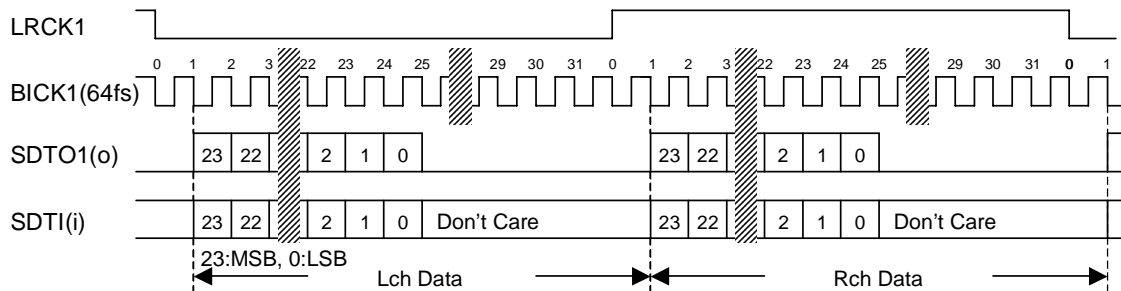 LRCK1
0 1 2 3 22 23 24 25 29 30 31 0 1 2 3 22 23 24 25 29 30 31 0 1
BICK1(64fs)
SDTO1(o) 23 22 2 1 0 23 22 2 1 0
SDTI(i) 23 22 2 1 0 Don't Care 23 22 2 1 0 Don't Care
23:MSB, 0:LSB
Lch Data Rch Data